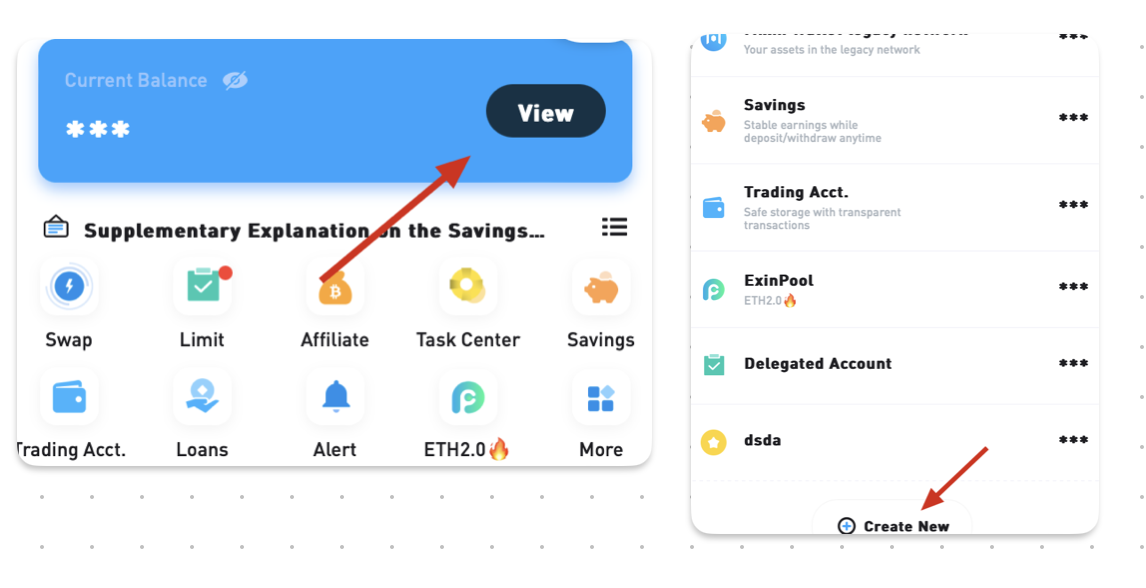 Current Balance
***
View
Supplementary Explanation on the Savings...
Swap
Limit
Affiliate
Task Center
Savings
Trading Acct.
Loans
Alert
ETH2.0🔥
More
Your assets in the legacy network
***
Savings
Stable earnings while
deposit/withdraw anytime
***
Trading Acct.
Safe storage with transparent
transactions
***
ExinPool
ETH2.0🔥
***
Delegated Account
***
dsda
***
Create New